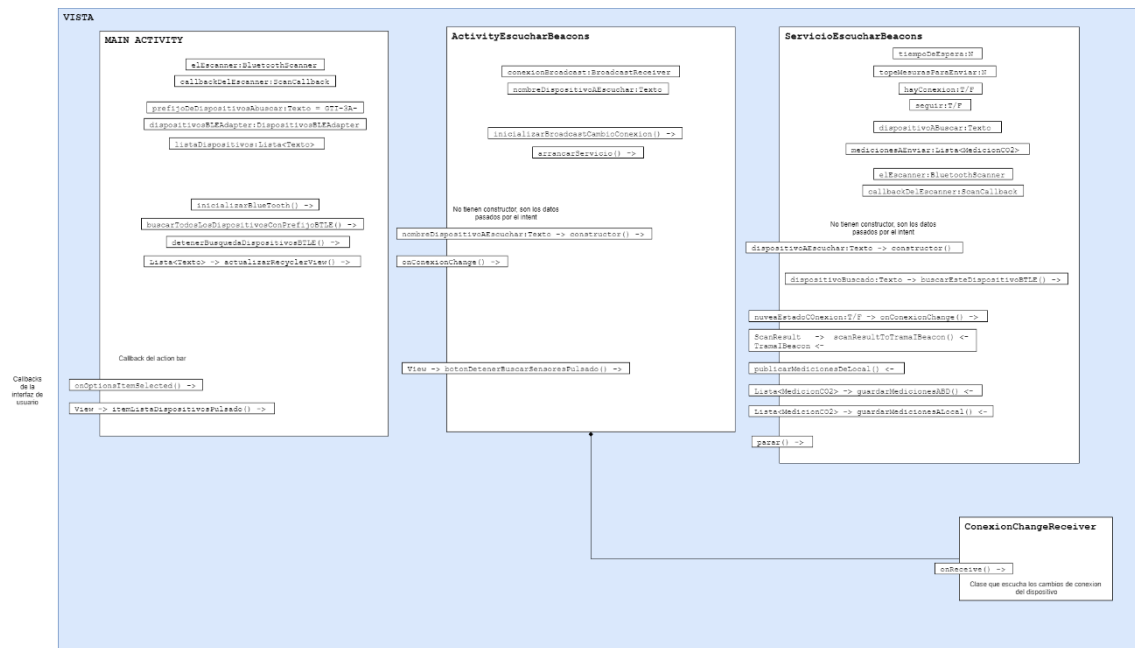 VISTA
MAIN ACTIVITY
elEscanner:BluetoothScanner
callbackDelEscanner:ScanCallback
prefijoDeDispositivosAbuscar:Texto = GTI-3A-
dispositivosBLEAdapter:DispositivosBLEAdapter
listaDispositivos:Lista<Texto>
inicializarBlueTooth() ->
buscarTodosLosDispositivosConPrefijoBTLE() ->
detenerBusquedaDispositivosBTLE() ->
Lista<Texto> -> actualizarRecyclerView() ->
Callback del action bar
onOptionsItemSelected() ->
View -> itemListaDispositivosPulsado() ->
Callbacks
de la
interfaz de
usuario
ActivityEscucharBeacons
conexionBroadcast:BroadcastReceiver
nombreDispositivoAEscuchar:Texto
inicializarBroadcastCambioConexion() ->
arrancarServicio() ->
No tienen constructor, son los datos
pasados por el intent
nombreDispositivoAEscuchar:Texto -> constructor() ->
onConexionChange() ->
View -> botonDetenerBuscarSensoresPulsado() ->
ServicioEscucharBeacons
tiempoDeEspera:N
topeMesurasParaEnviar:N
hayConexion:T/F
seguir:T/F
dispositivoABuscar:Texto
medicionesAEnviar:Lista<MedicionCO2>
elEscanner:BluetoothScanner
callbackDelEscanner:ScanCallback
No tienen constructor, son los datos
pasados por el intent
dispositivoAEscuchar:Texto -> constructor() ->
dispositivoBuscado:Texto -> buscarEsteDispositivoBTLE() ->
nuveaEstadoCOnexion:T/F -> onConexionChange() ->
ScanResult -> scanResultToTramaIBeacon() <-
TramaIBeacon <-
publicarMedicionesDeLocal() <-
Lista<MedicionCO2> -> guardarMedicionesABD() <-
Lista<MedicionCO2> -> guardarMedicionesALocal() <-
parar() ->
ConexionChangeReceiver
onReceive() ->
Clase que escucha los cambios de conexion
del dispositivo